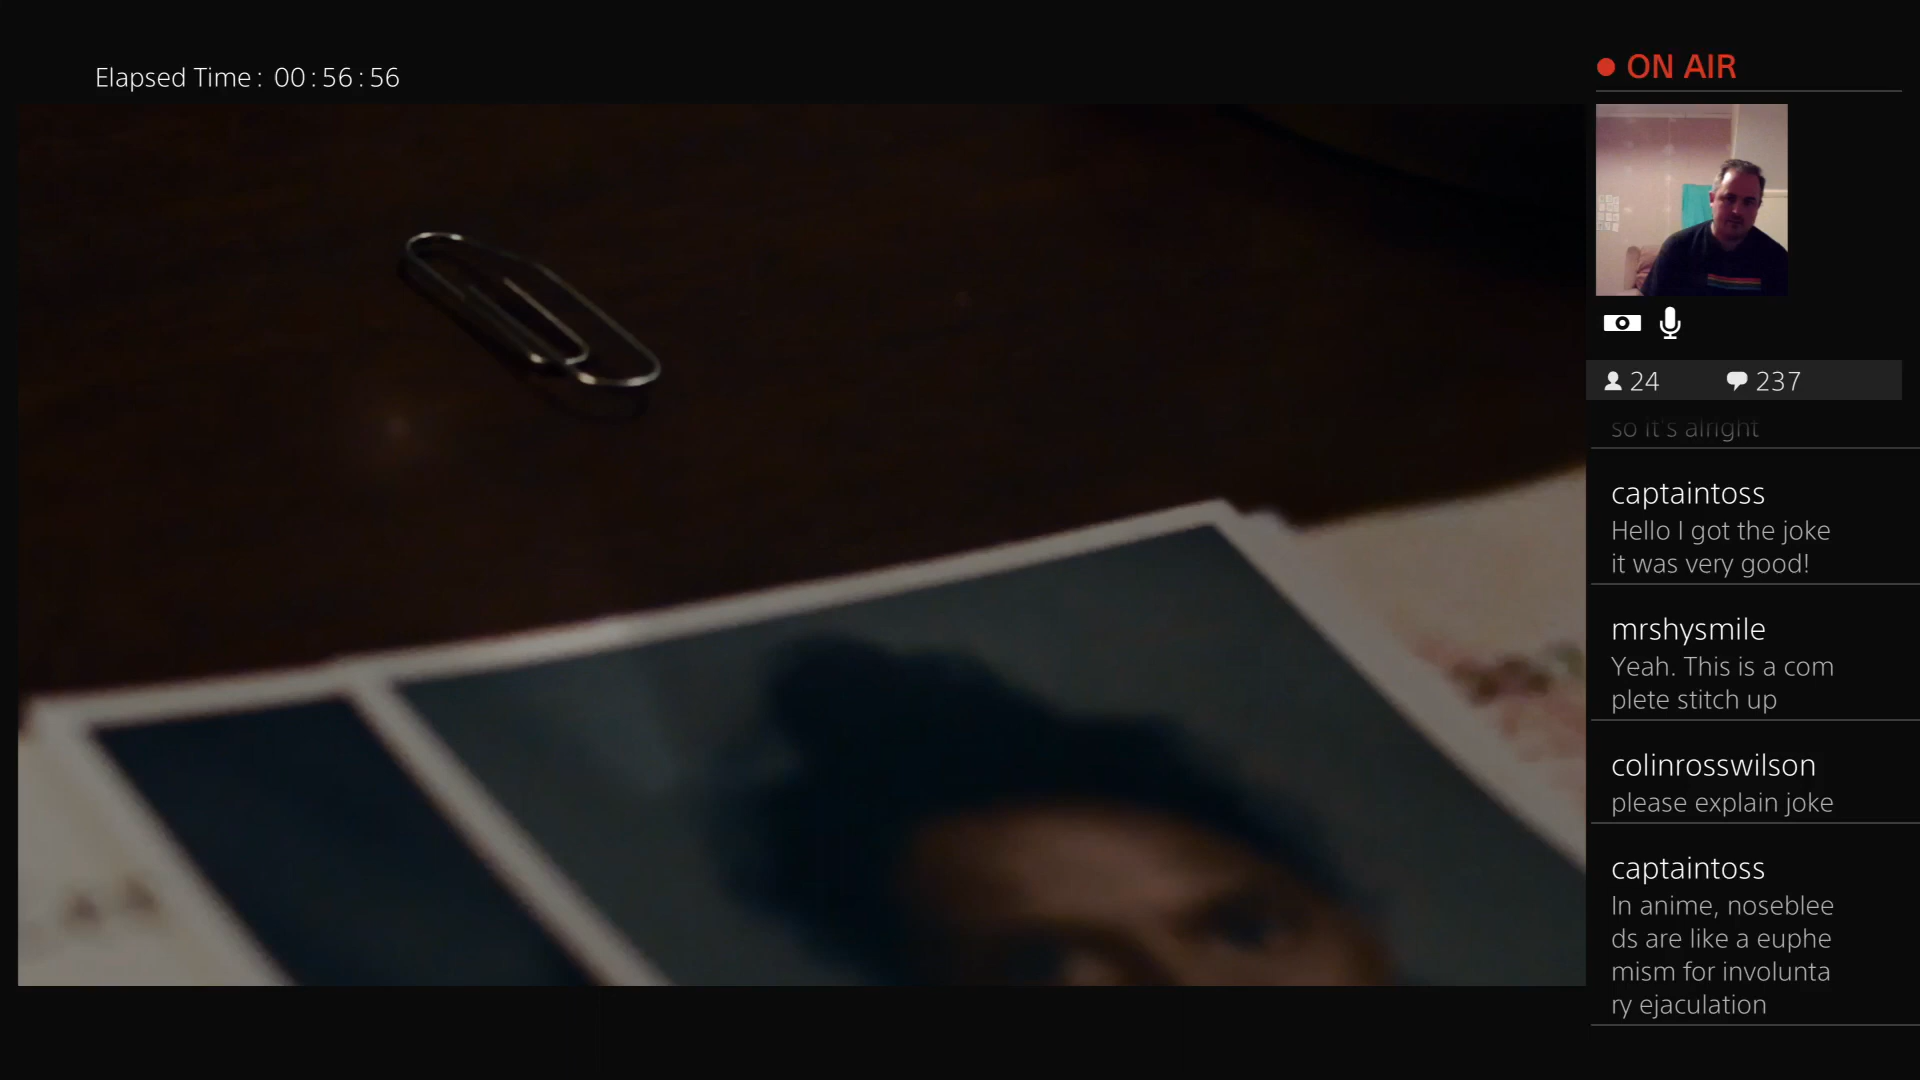 Elapsed Time: 00:56:56
ON AIR
24 237
so it's alright
captaintoss
Hello I got the joke
it was very good!
mrshysmile
Yeah. This is a com
plete stitch up
colinrosswilson
please explain joke
captaintoss
In anime, noseblee
ds are like a euphe
mism for involunta
ry ejaculation